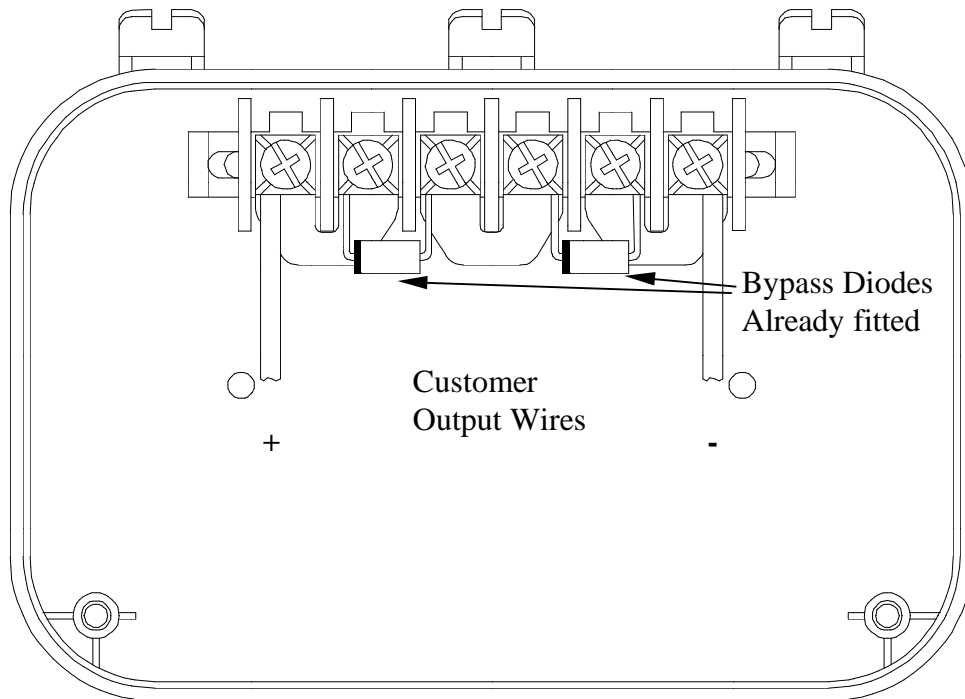 Bypass Diodes
Already fitted
Customer
Output Wires
+
-